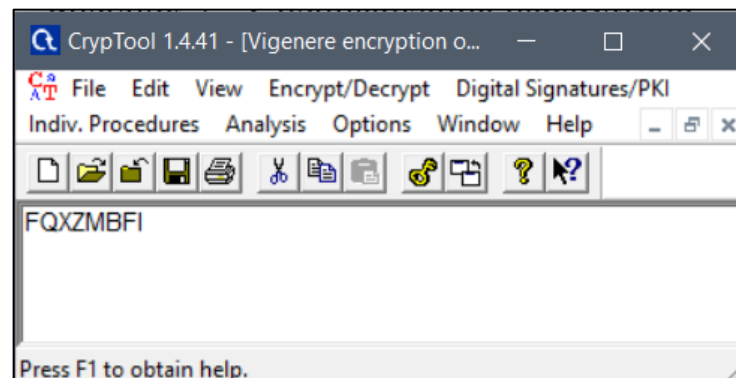 CrypTool 1.4.41 - [Vigenere encryption o...
File Edit View Encrypt/Decrypt Digital Signatures/PKI
Indiv. Procedures Analysis Options Window Help
FQXZMBFI
Press F1 to obtain help.